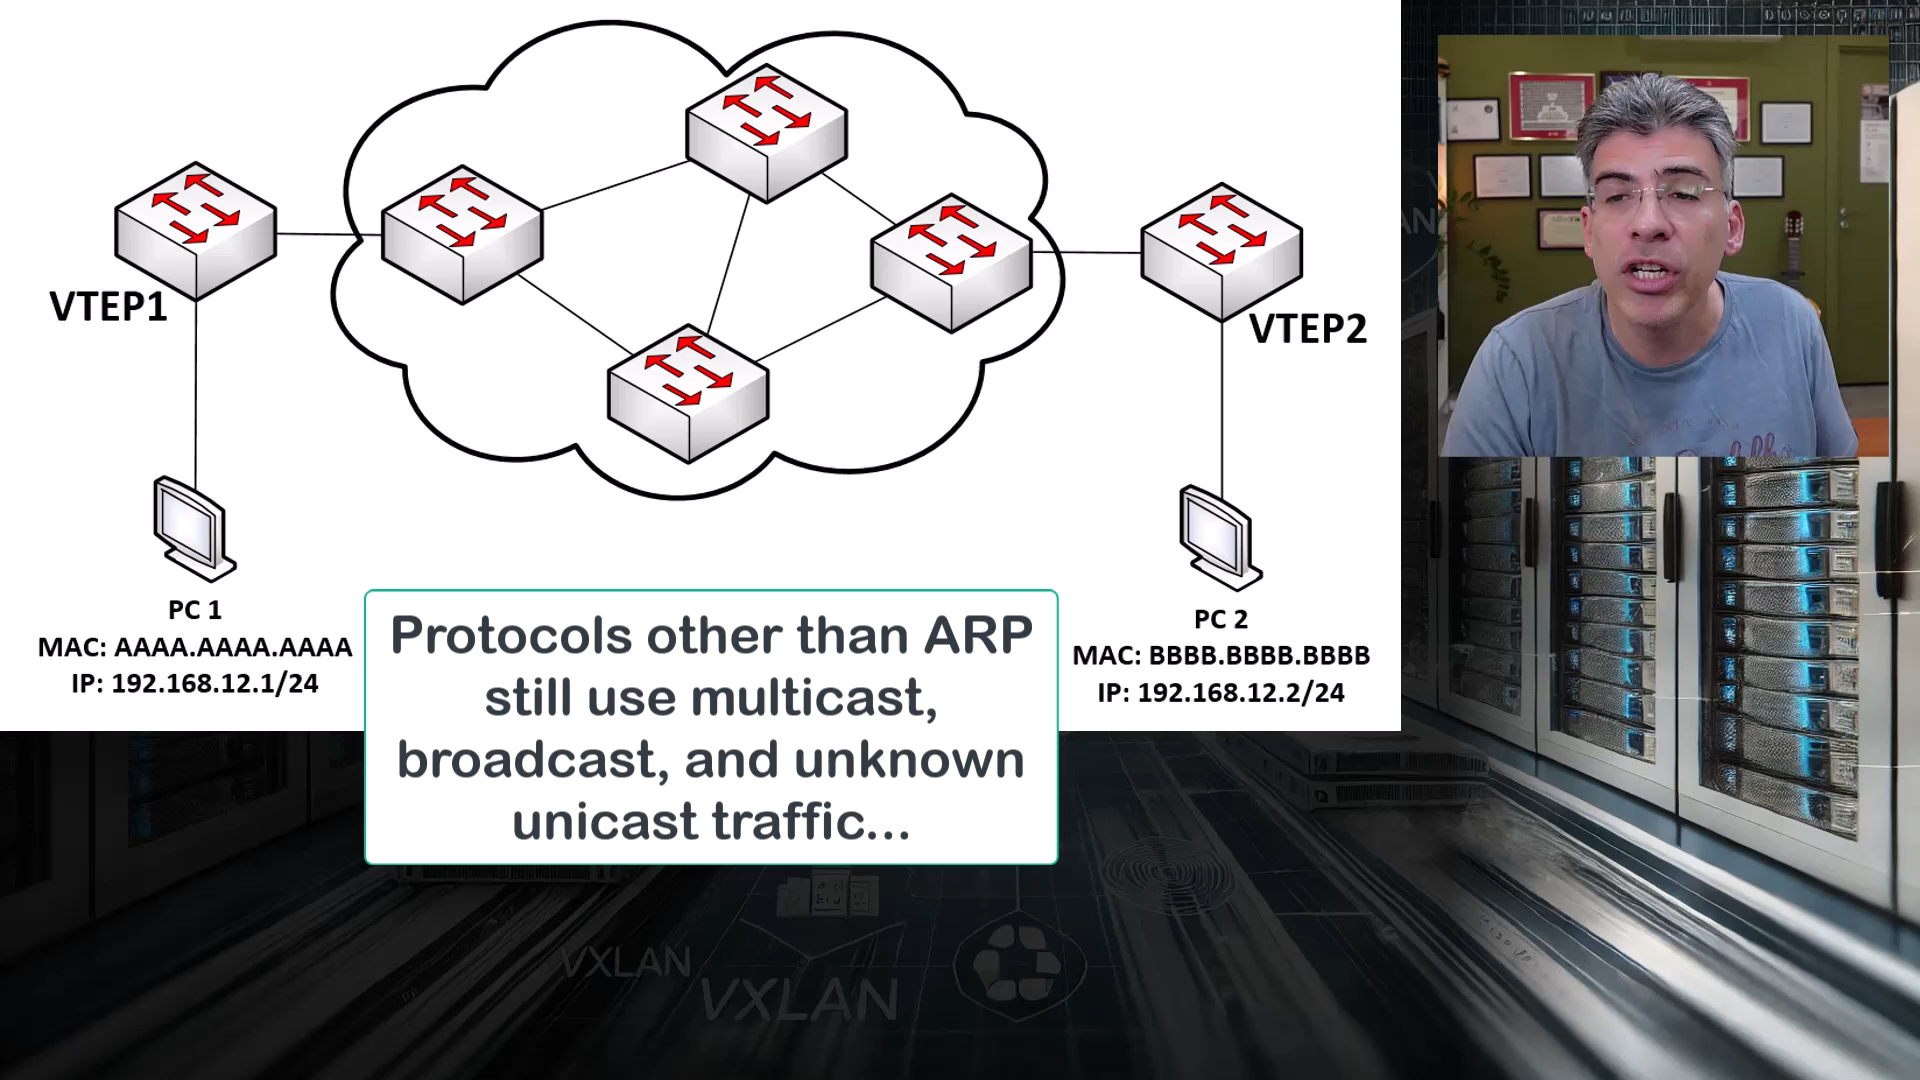 VTEP1
VTEP2
PC 1
MAC: AAAA.AAAA.AAAA
IP: 192.168.12.1/24
PC 2
MAC: BBBB.BBBB.BBBB
IP: 192.168.12.2/24
Protocols other than ARP
still use multicast,
broadcast, and unknown
unicast traffic...
VXLAN
VXLAN